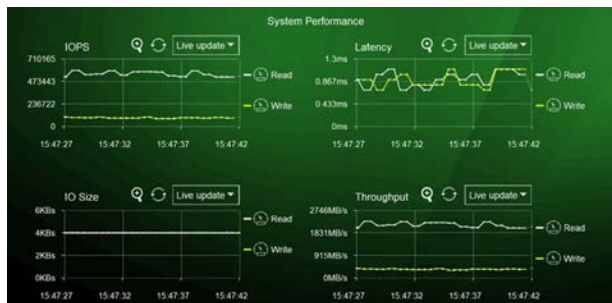 System Performance
IOPS
Live update
710165
473443
236722
0
Read
Write
15:47:27 15:47:32 15:47:37 15:47:42
Latency
Live update
1.3ms
0.867ms
0.433ms
0ms
Read
Write
15:47:27 15:47:32 15:47:37 15:47:42
IO Size
Live update
6KBs
4KBs
2KBs
0KBs
Read
Write
15:47:27 15:47:32 15:47:37 15:47:42
Throughput
Live update
2746MB/s
1831MB/s
915MB/s
0MB/s
Read
Write
15:47:27 15:47:32 15:47:37 15:47:42